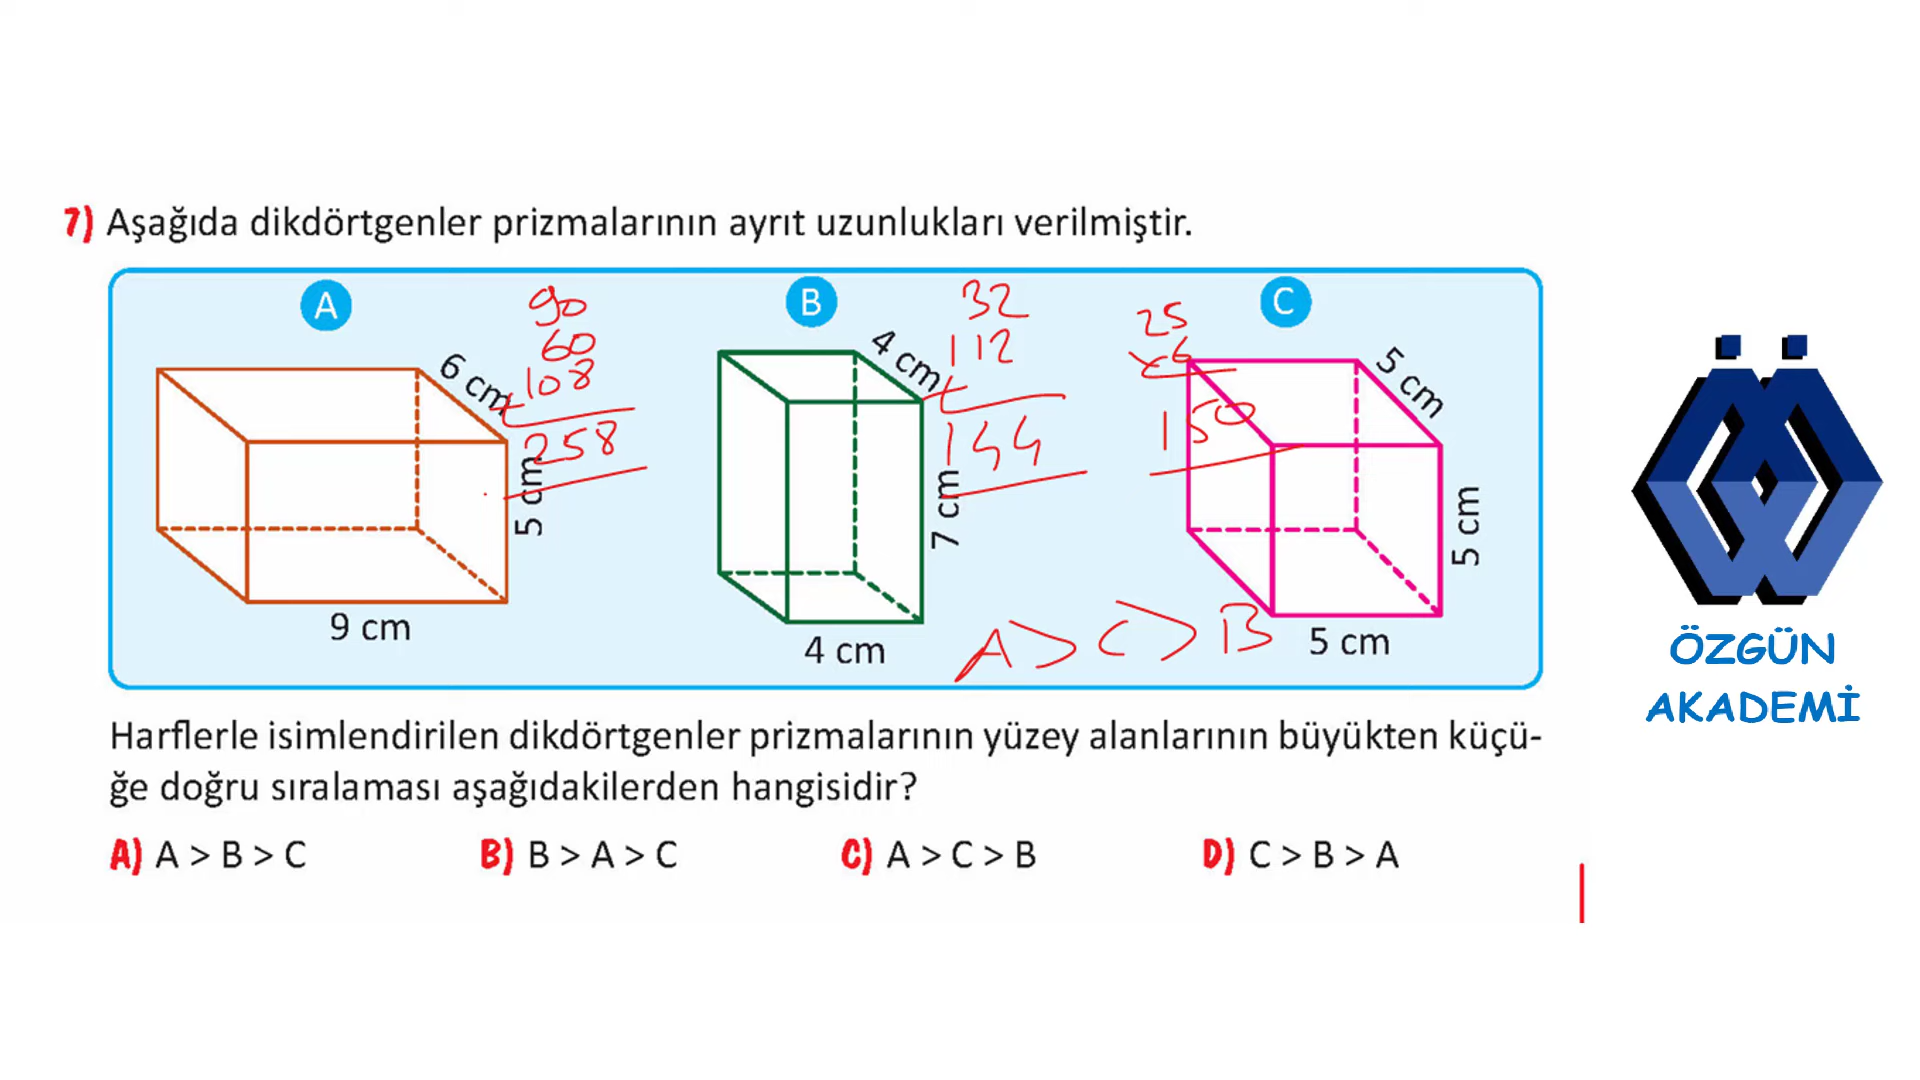 7) Aşağıda dikdörtgenler prizmalarının ayrıt uzunlukları verilmiştir.
A
90
60
108
+
258
6 cm
5 cm
9 cm
B
32
112
+
144
4 cm
7 cm
4 cm
C
25
x6
150
5 cm
5 cm
5 cm
A > C > B
Harflerle isimlendirilen dikdörtgenler prizmalarının yüzey alanlarının büyükten küçü-
ğe doğru sıralaması aşağıdakilerden hangisidir?
A) A > B > C B) B > A > C C) A > C > B D) C > B > A
ÖZGÜN
AKADEMİ